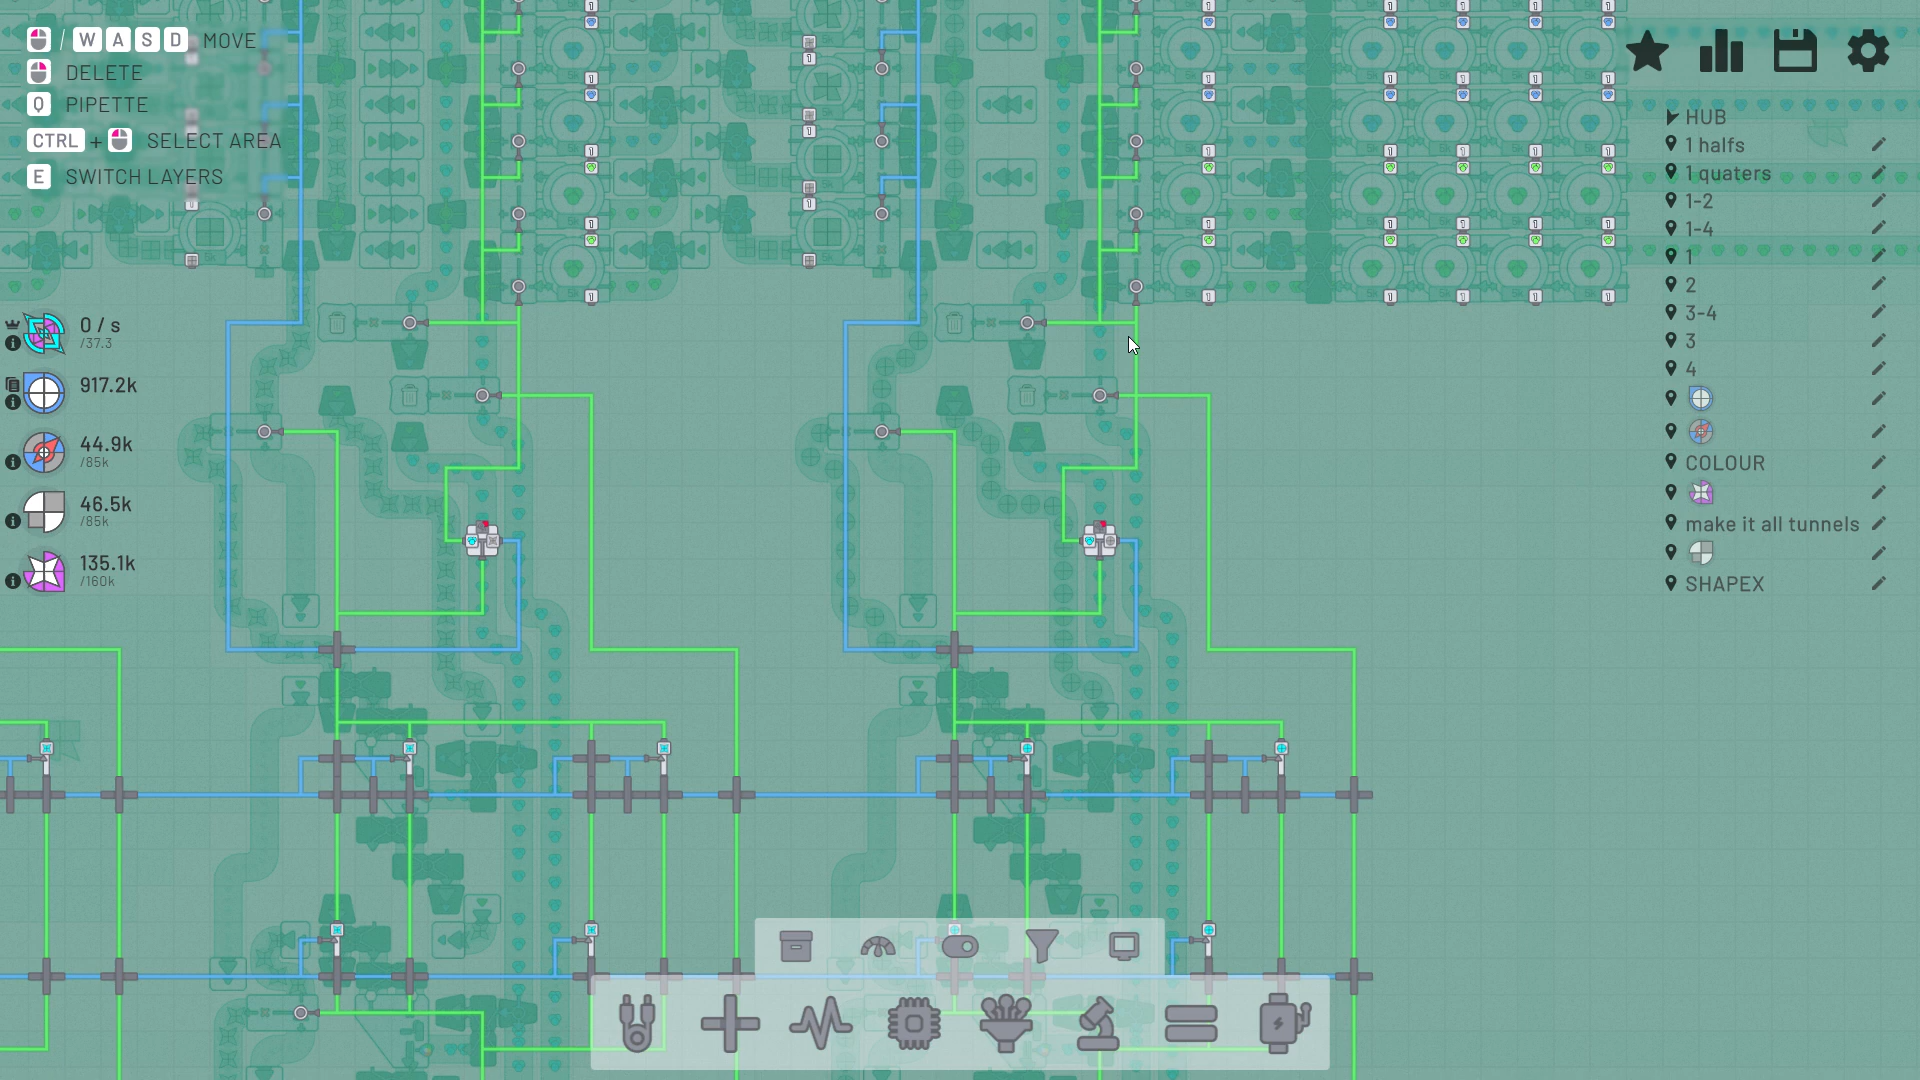 / W A S D MOVE
DELETE
Q PIPETTE
CTRL + SELECT AREA
E SWITCH LAYERS
0 / s
/37.3
917.2k
44.9k
/85k
46.5k
/85k
135.1k
/160k
HUB
1 halfs
1 quaters
1-2
1-4
1
2
3-4
3
4
COLOUR
make it all tunnels
SHAPEX